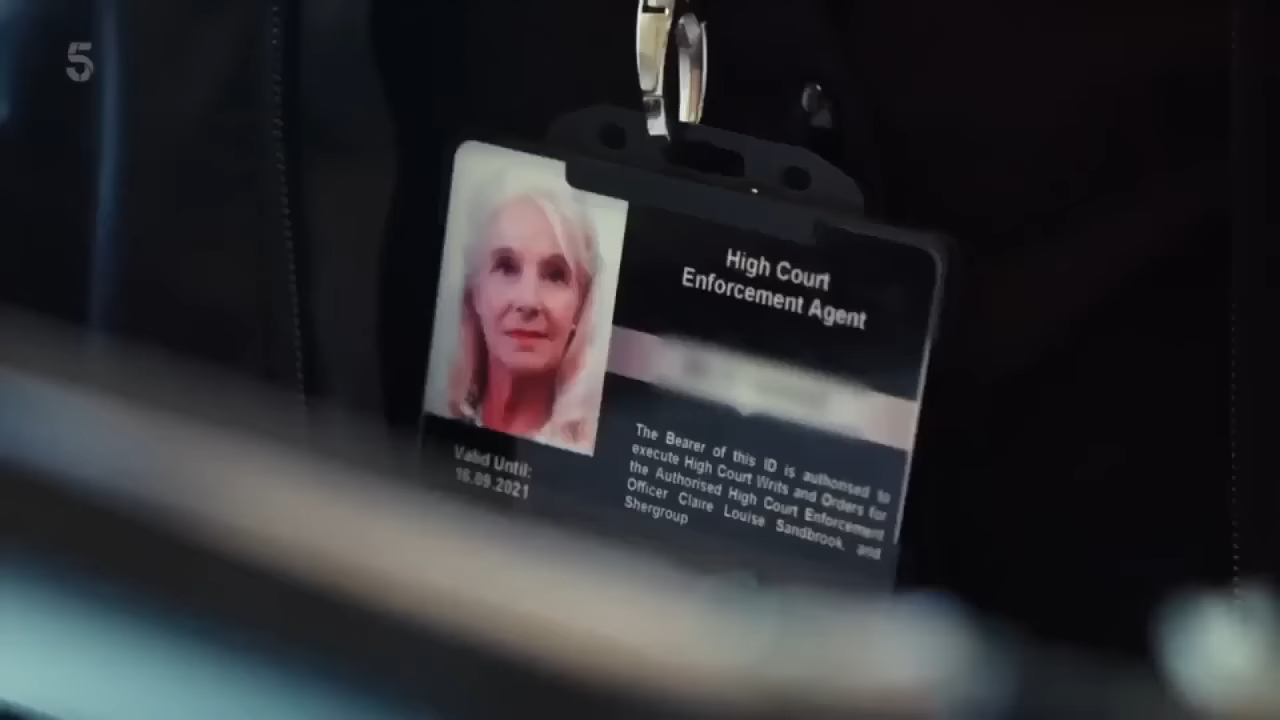 5
High Court
Enforcement Agent
Valid Until:
16.09.2021
The Bearer of this ID is authorised to
execute High Court Writs and Orders for
the Authorised High Court Enforcement
Officer Claire Louise Sandbrook, and
Shergroup